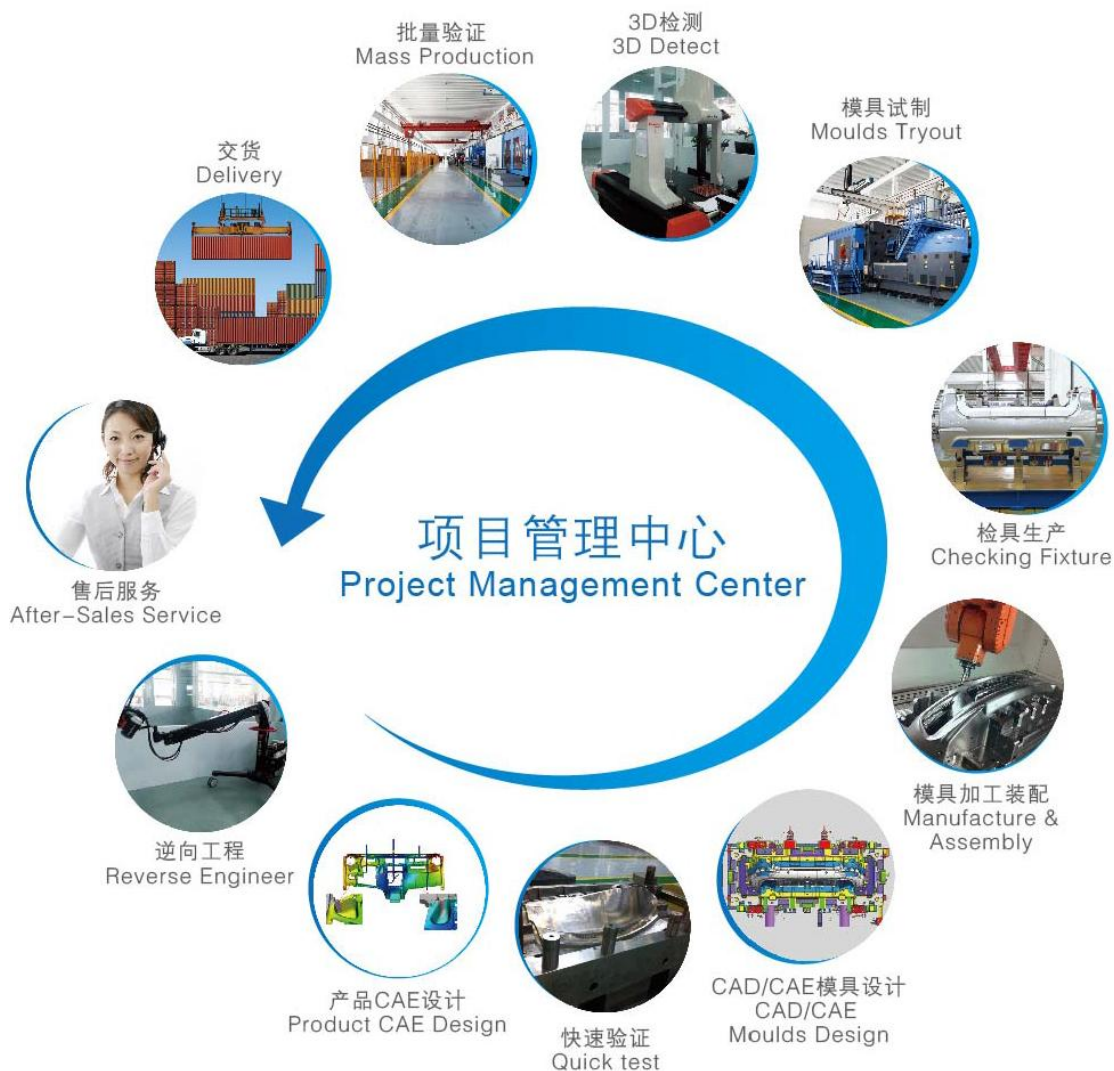 批量验证
Mass Production
3D检测
3D Detect
模具试制
Moulds Tryout
交货
Delivery
检具生产
Checking Fixture
项目管理中心
Project Management Center
售后服务
After-Sales Service
模具加工装配
Manufacture &
Assembly
逆向工程
Reverse Engineer
产品CAE设计
Product CAE Design
快速验证
Quick test
CAD/CAE模具设计
CAD/CAE
Moulds Design